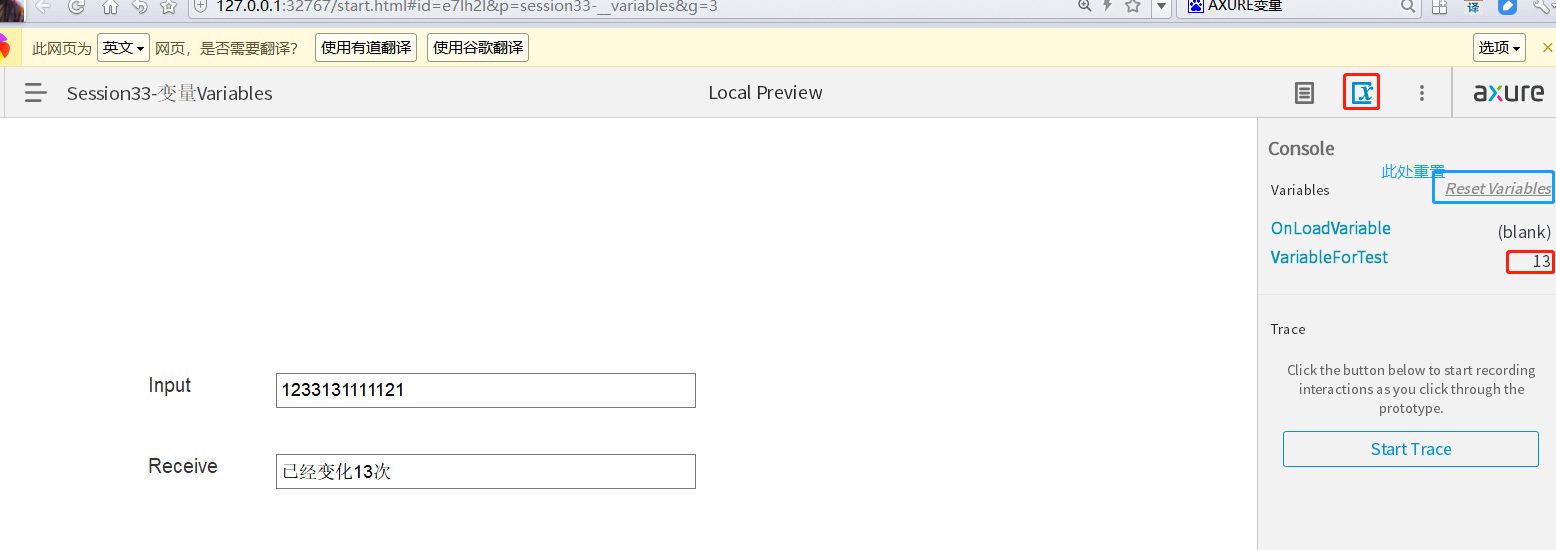 127.0.0.1:32767/start.html#id=e7lh2l&p=session33-__variables&g=3
AXURE变量
译
此网页为 英文 网页，是否需要翻译？ 使用有道翻译 使用谷歌翻译 选项 ×
Session33-变量Variables
Local Preview
axure
Console
此处重置
Variables
Reset Variables
OnLoadVariable (blank)
VariableForTest 13
Trace
Click the button below to start recording
interactions as you click through the
prototype.
Start Trace
Input 1233131111121
Receive 已经变化13次